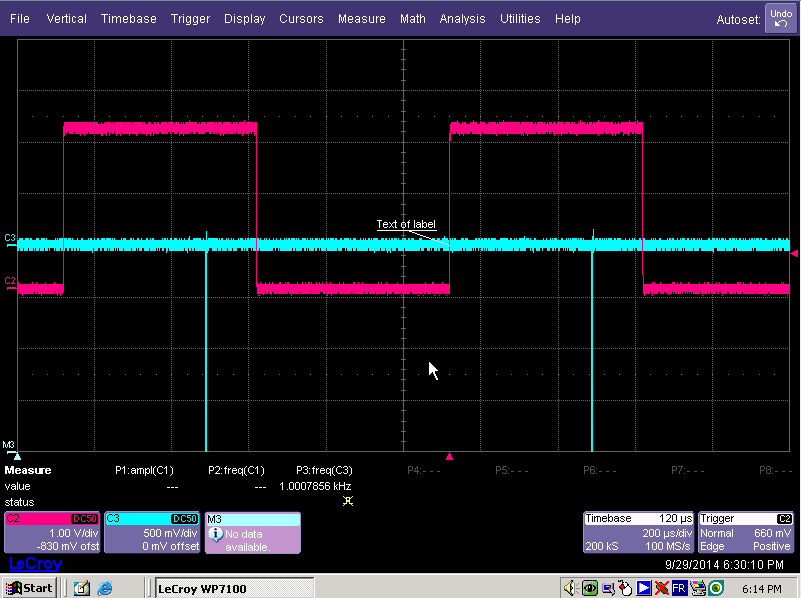 File Vertical Timebase Trigger Display Cursors Measure Math Analysis Utilities Help Autoset: Undo
C3
Text of label
C2
M3
Measure P1:ampl(C1) P2:freq(C1) P3:freq(C3) P4:--- P5:--- P6:--- P7:--- P8:---
value --- --- 1.0007856 kHz
status
C2 DC50 C3 DC50 M3 Timebase 120 µs Trigger C2
1.00 V/div 500 mV/div No data 200 µs/div Normal 660 mV
-830 mV ofst 0 mV offset available. 200 kS 100 MS/s Edge Positive
LeCroy 9/29/2014 6:30:10 PM
Start LeCroy WP7100 FR 6:14 PM